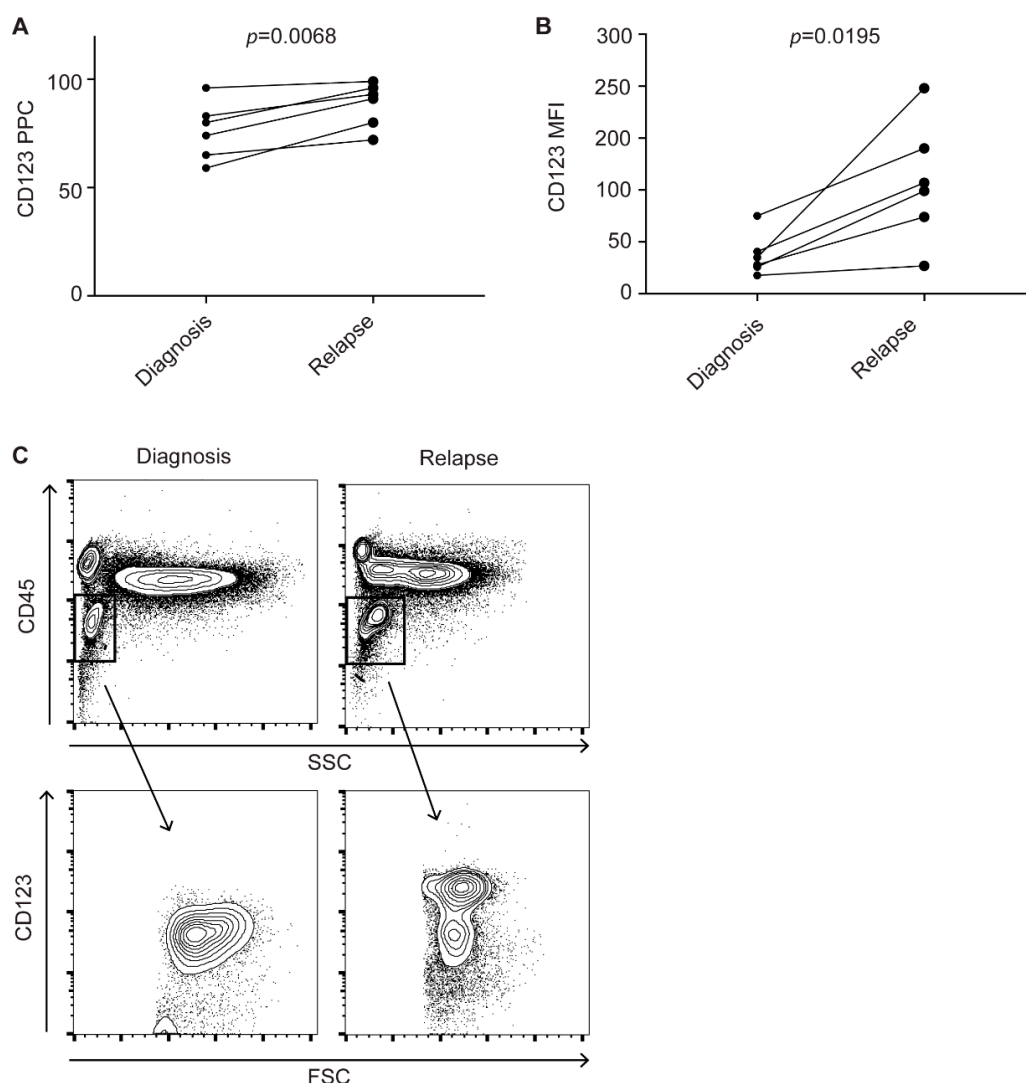 A
p=0.0068
CD123 PPC
100
50
0
Diagnosis
Relapse
B
p=0.0195
CD123 MFI
300
250
200
100
50
0
Diagnosis
Relapse
C
Diagnosis
Relapse
CD45
SSC
CD123
FSC